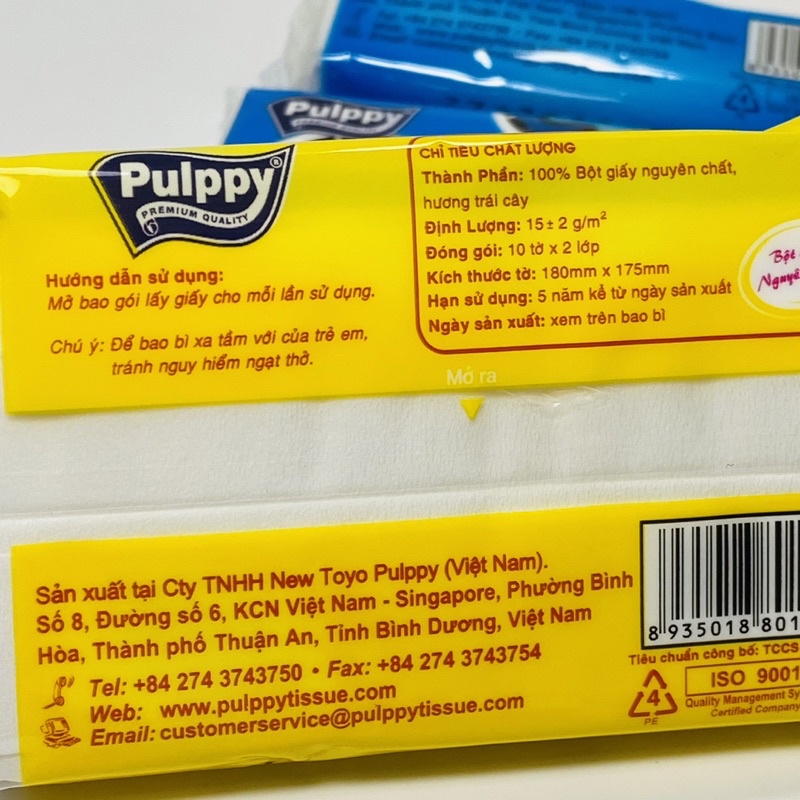 Pulppy
Pulppy®
PREMIUM QUALITY
Hướng dẫn sử dụng:
Mở bao gói lấy giấy cho mỗi lần sử dụng.
Chú ý: Để bao bì xa tầm với của trẻ em,
tránh nguy hiểm ngạt thở.
CHỈ TIÊU CHẤT LƯỢNG
Thành Phần: 100% Bột giấy nguyên chất,
hương trái cây
Định Lượng: 15± 2 g/m²
Đóng gói: 10 tờ x 2 lớp
Kích thước tờ: 180mm x 175mm
Hạn sử dụng: 5 năm kể từ ngày sản xuất
Ngày sản xuất: xem trên bao bì
Bột
Mở ra
Sản xuất tại Cty TNHH New Toyo Pulppy (Việt Nam).
Số 8, Đường số 6, KCN Việt Nam - Singapore, Phường Bình
Hòa, Thành phố Thuận An, Tỉnh Bình Dương, Việt Nam
Tel: +84 274 3743750 • Fax: +84 274 3743754
Web: www.pulppytissue.com
Email: customerservice@pulppytissue.com
8 935018 801
Tiêu chuẩn công bố: TCCS
4
PE
ISO 9001
Quality Management Sy
Certified Company